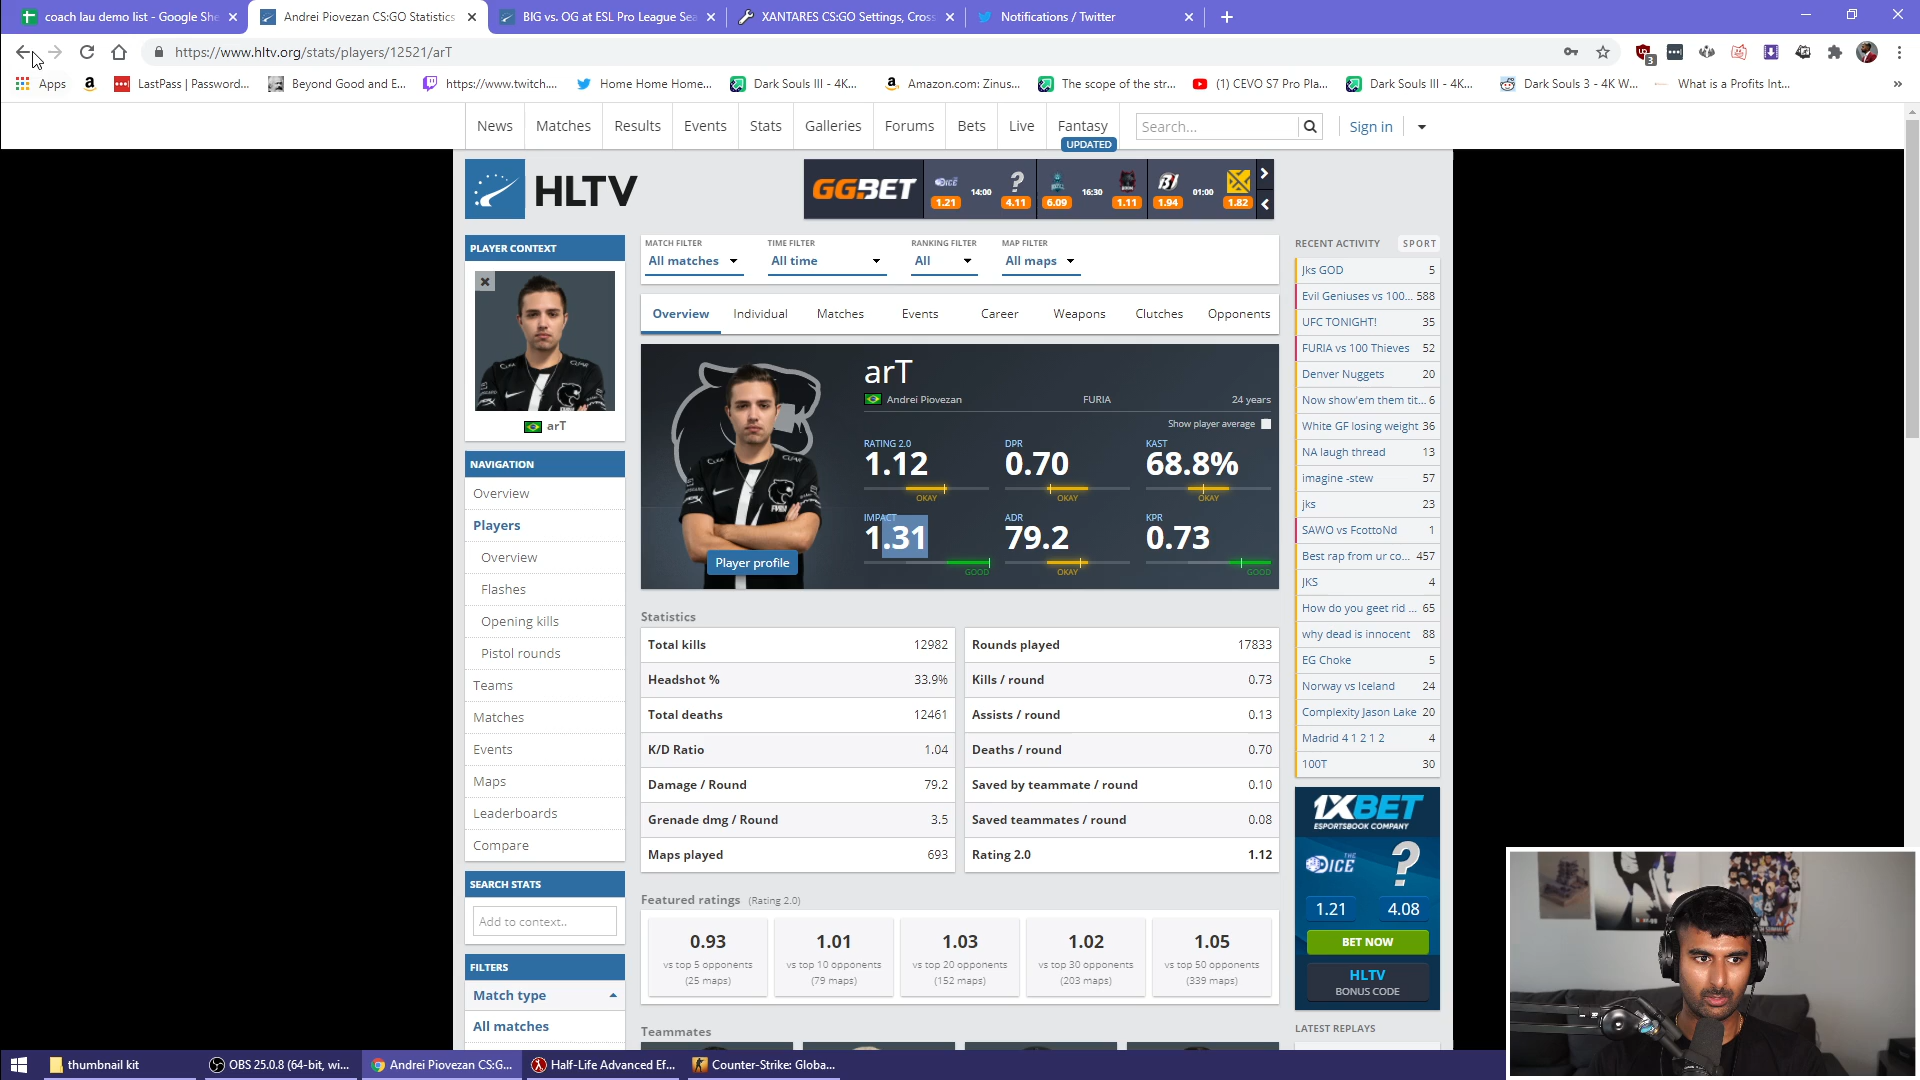 coach lau demo list - Google She
Andrei Piovezan CS:GO Statistics
BIG vs. OG at ESL Pro League Sea
XANTARES CS:GO Settings, Cross
Notifications / Twitter
https://www.hltv.org/stats/players/12521/arT
3
Apps
LastPass | Password...
Beyond Good and E...
https://www.twitch....
Home Home Home...
Dark Souls III - 4K...
Amazon.com: Zinus...
The scope of the str...
(1) CEVO S7 Pro Pla...
Dark Souls III - 4K...
Dark Souls 3 - 4K W...
What is a Profits Int...
News
Matches
Results
Events
Stats
Galleries
Forums
Bets
Live
Fantasy
UPDATED
Search...
Sign in
HLTV
GG.BET
DICE 14:00 ?
1.21 4.11
16:30
6.09 1.11
01:00
1.94 1.82
PLAYER CONTEXT
arT
NAVIGATION
Overview
Players
Overview
Flashes
Opening kills
Pistol rounds
Teams
Matches
Events
Maps
Leaderboards
Compare
SEARCH STATS
Add to context..
FILTERS
Match type
All matches
MATCH FILTER
All matches
TIME FILTER
All time
RANKING FILTER
All
MAP FILTER
All maps
Overview
Individual
Matches
Events
Career
Weapons
Clutches
Opponents
arT
Andrei Piovezan
FURIA
24 years
Show player average
RATING 2.0
1.12
OKAY
DPR
0.70
OKAY
KAST
68.8%
OKAY
IMPACT
1.31
GOOD
ADR
79.2
OKAY
KPR
0.73
GOOD
Player profile
Statistics
Total kills 12982
Headshot % 33.9%
Total deaths 12461
K/D Ratio 1.04
Damage / Round 79.2
Grenade dmg / Round 3.5
Maps played 693
Rounds played 17833
Kills / round 0.73
Assists / round 0.13
Deaths / round 0.70
Saved by teammate / round 0.10
Saved teammates / round 0.08
Rating 2.0 1.12
Featured ratings (Rating 2.0)
0.93
vs top 5 opponents
(25 maps)
1.01
vs top 10 opponents
(79 maps)
1.03
vs top 20 opponents
(152 maps)
1.02
vs top 30 opponents
(203 maps)
1.05
vs top 50 opponents
(339 maps)
Teammates
RECENT ACTIVITY
SPORT
Jks GOD 5
Evil Geniuses vs 100... 588
UFC TONIGHT! 35
FURIA vs 100 Thieves 52
Denver Nuggets 20
Now show'em them tit... 6
White GF losing weight 36
NA laugh thread 13
imagine -stew 57
jks 23
SAWO vs FcottoNd 1
Best rap from ur co... 457
JKS 4
How do you geet rid ... 65
why dead is innocent 88
EG Choke 5
Norway vs Iceland 24
Complexity Jason Lake 20
Madrid 4 1 2 1 2 4
100T 30
1XBET
ESPORTSBOOK COMPANY
THE DICE ?
1.21 4.08
BET NOW
HLTV
BONUS CODE
LATEST REPLAYS
thumbnail kit
OBS 25.0.8 (64-bit, wi...
Andrei Piovezan CS:G...
Half-Life Advanced Ef...
Counter-Strike: Globa...